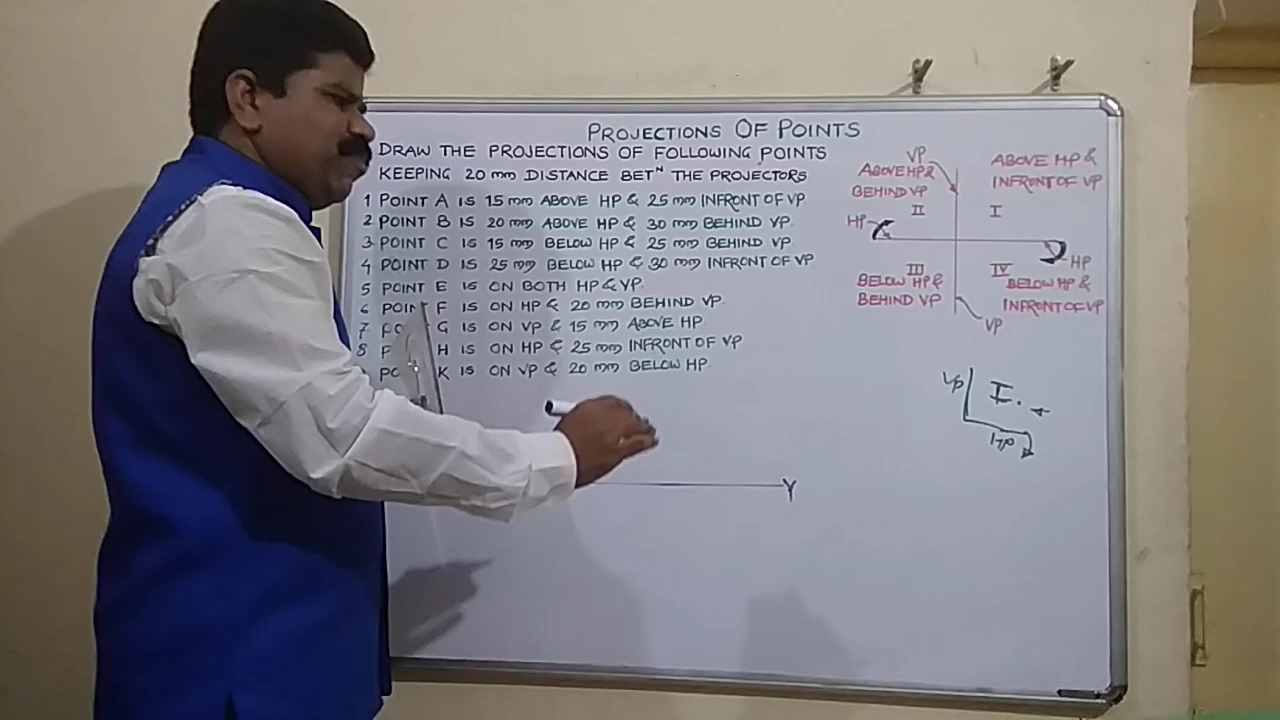 PROJECTIONS OF POINTS
DRAW THE PROJECTIONS OF FOLLOWING POINTS
KEEPING 20 mm DISTANCE BETᴺ THE PROJECTORS
1 POINT A IS 15 mm ABOVE HP & 25 mm INFRONT OF VP
2 POINT B IS 20 mm ABOVE HP & 30 mm BEHIND VP
3 POINT C IS 15 mm BELOW HP & 25 mm BEHIND VP
4 POINT D IS 25 mm BELOW HP & 30 mm INFRONT OF VP
5 POINT E IS ON BOTH HP & VP
6 POIN F IS ON HP & 20 mm BEHIND VP
7 PO G IS ON VP & 15 mm ABOVE HP
8 P H IS ON HP & 25 mm INFRONT OF VP
PO K IS ON VP & 20 mm BELOW HP
Y
VP
ABOVE HP &
BEHIND VP
II
ABOVE HP &
INFRONT OF VP
I
HP
HP
III
BELOW HP &
BEHIND VP
IV
BELOW HP &
INFRONT OF VP
VP
VP
I.
HP